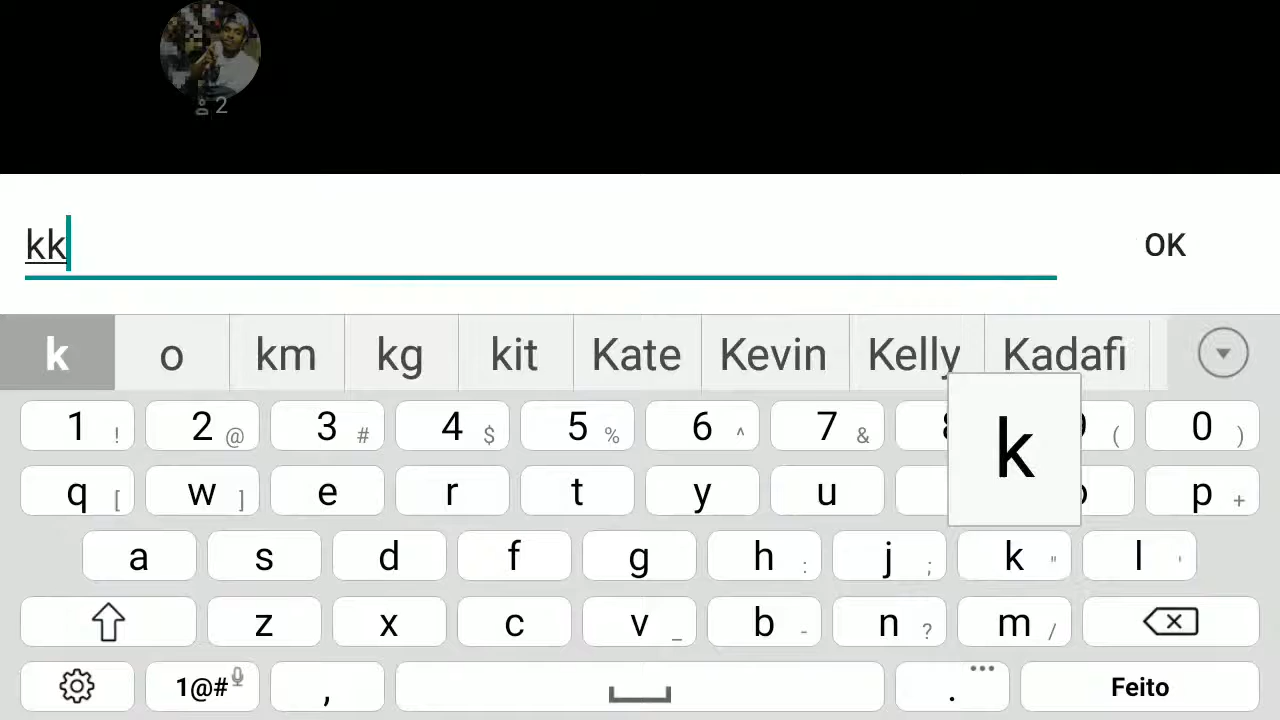 2
kk
OK
k o km kg kit Kate Kevin Kelly Kadafi
k
1 ! 2 @ 3 # 4 $ 5 % 6 ^ 7 & ( 0 )
q [ w ] e r t y u p +
a s d f g h : j ; k " l '
z x c v _ b - n ? m /
1@# , . ... Feito